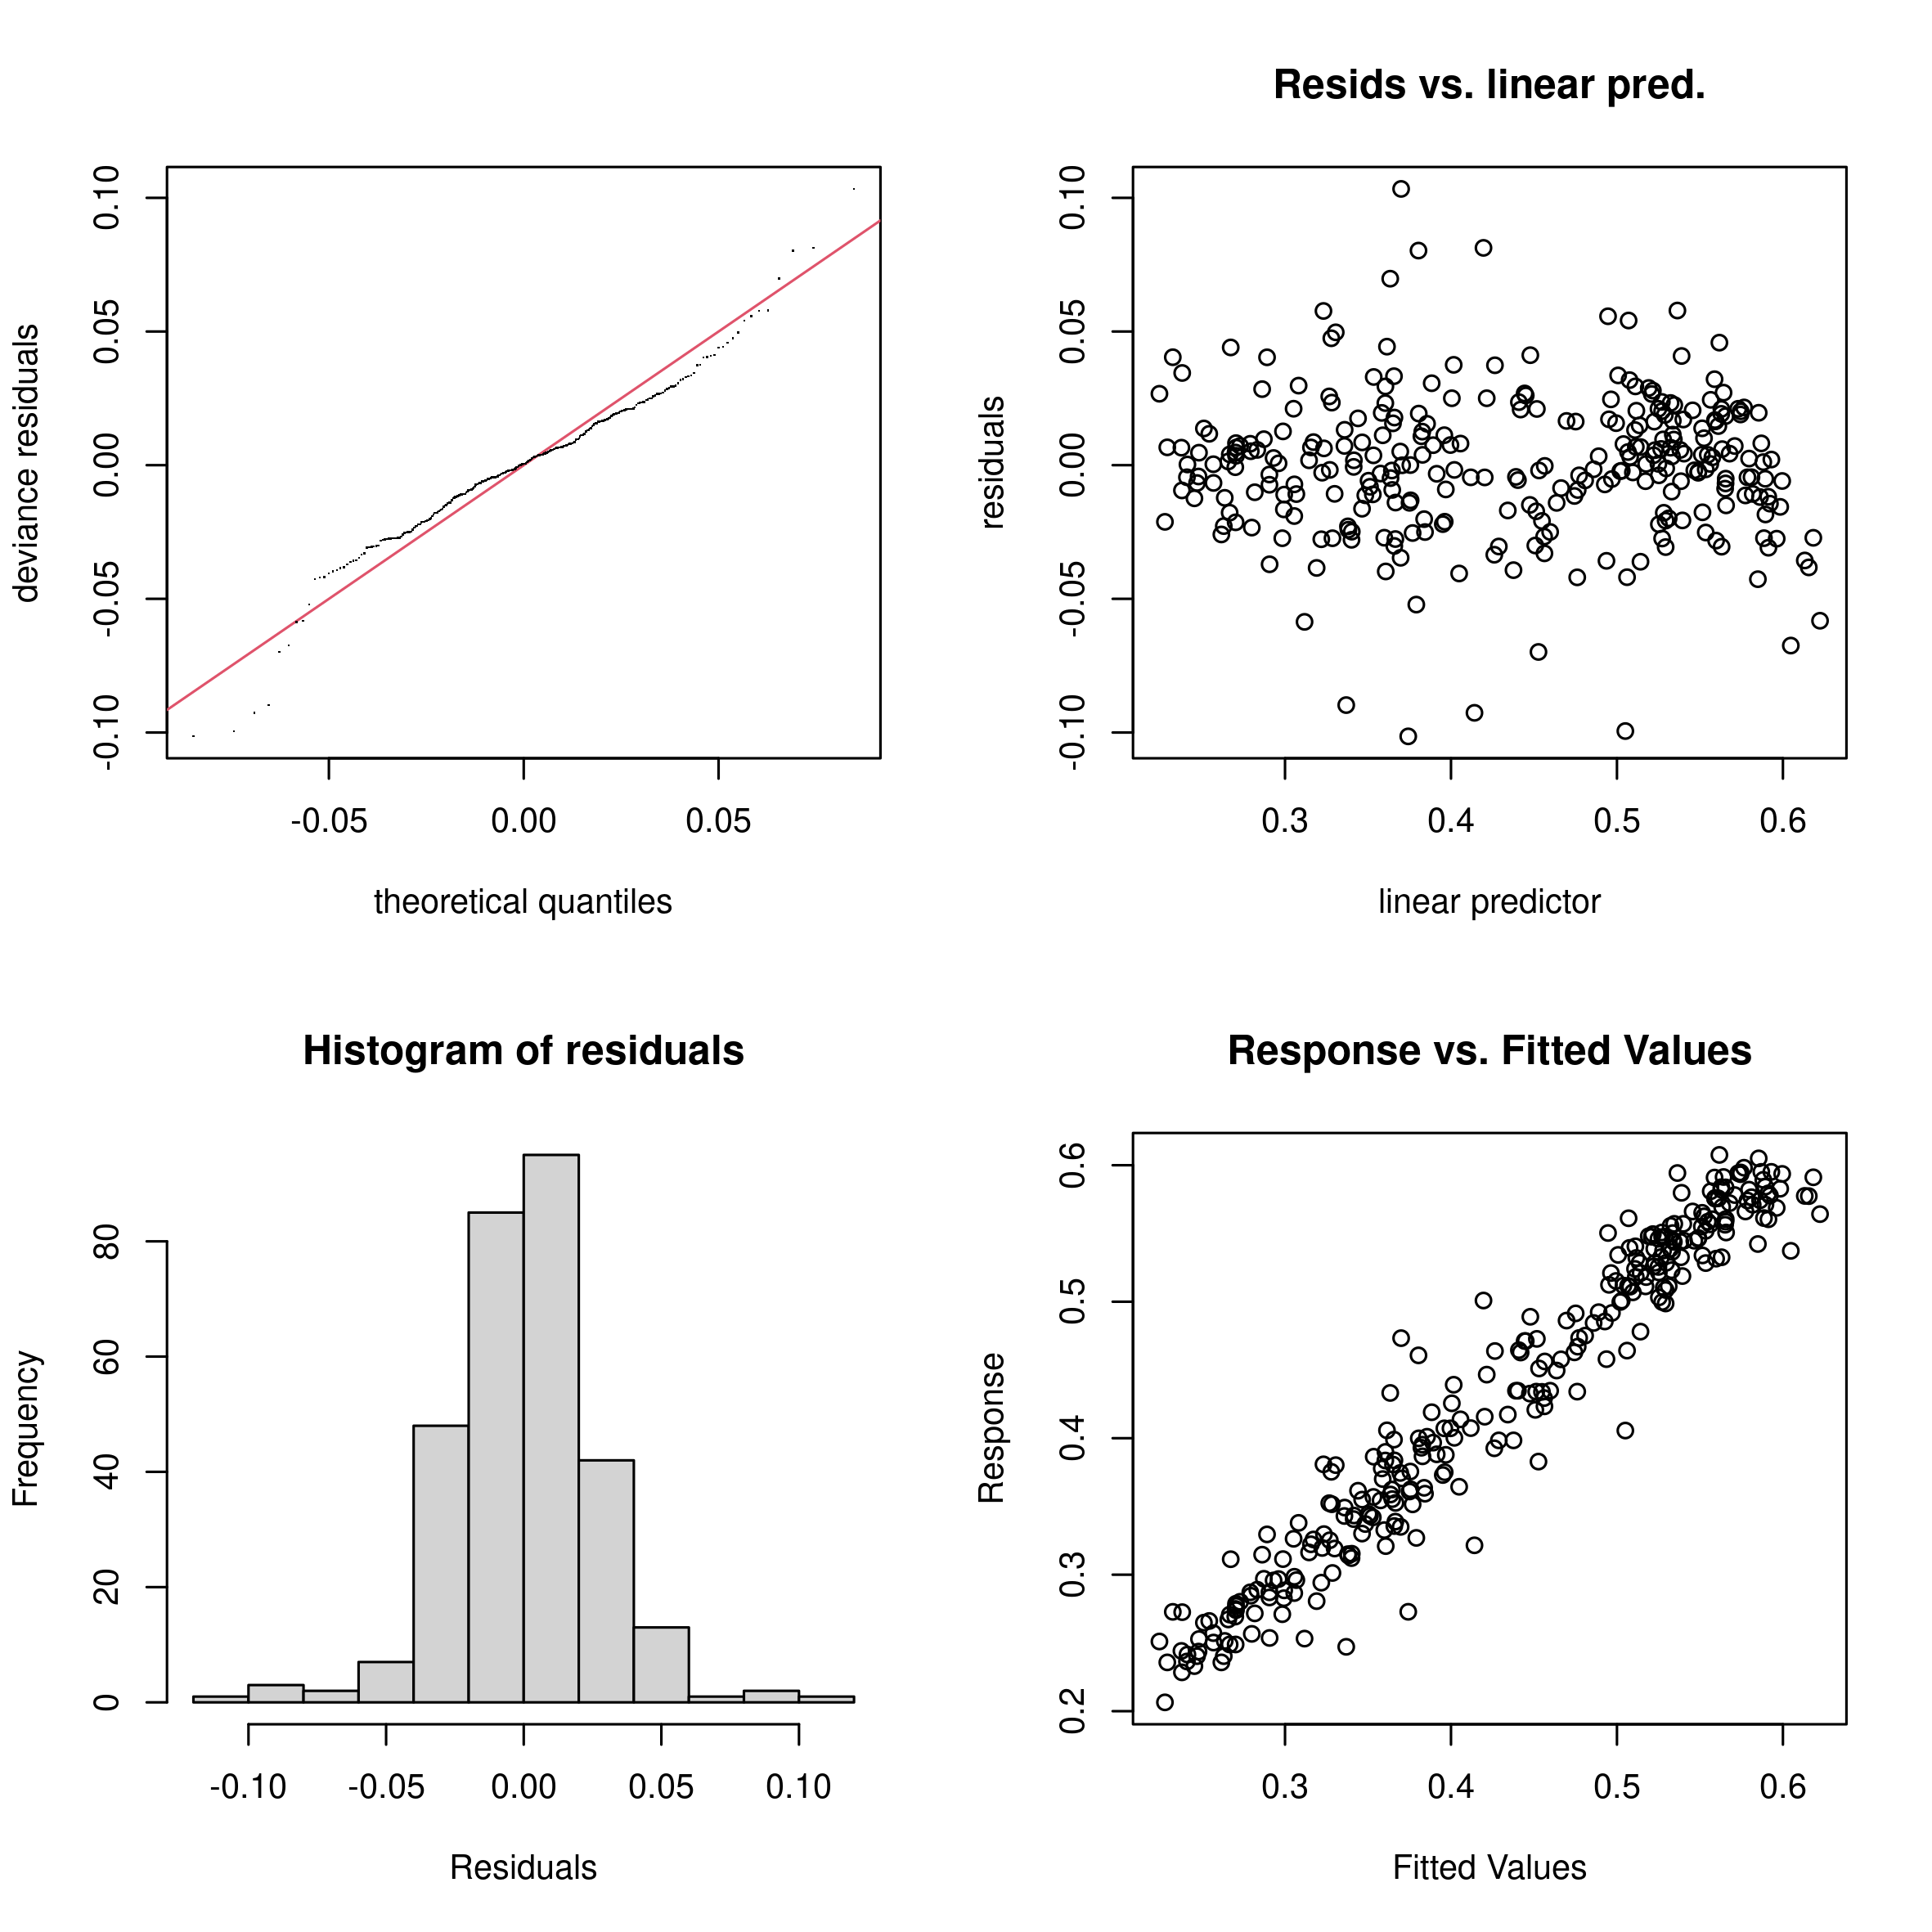 deviance residuals
0.10
0.05
0.00
-0.05
-0.10
-0.05 0.00 0.05
theoretical quantiles
Resids vs. linear pred.
residuals
0.10
0.05
0.00
-0.05
-0.10
0.3 0.4 0.5 0.6
linear predictor
Histogram of residuals
Frequency
80
60
40
20
0
-0.10 -0.05 0.00 0.05 0.10
Residuals
Response vs. Fitted Values
Response
0.6
0.5
0.4
0.3
0.2
0.3 0.4 0.5 0.6
Fitted Values